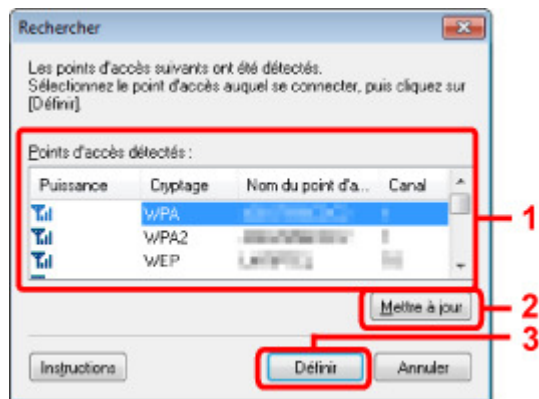 Rechercher
Les points d'accès suivants ont été détectés.
Sélectionnez le point d'accès auquel se connecter, puis cliquez sur
[Définir].
Points d'accès détectés :
Puissance Cryptage Nom du point d'a... Canal
WPA
WPA2
WEP
1
Mettre à jour
2
3
Instructions Définir Annuler